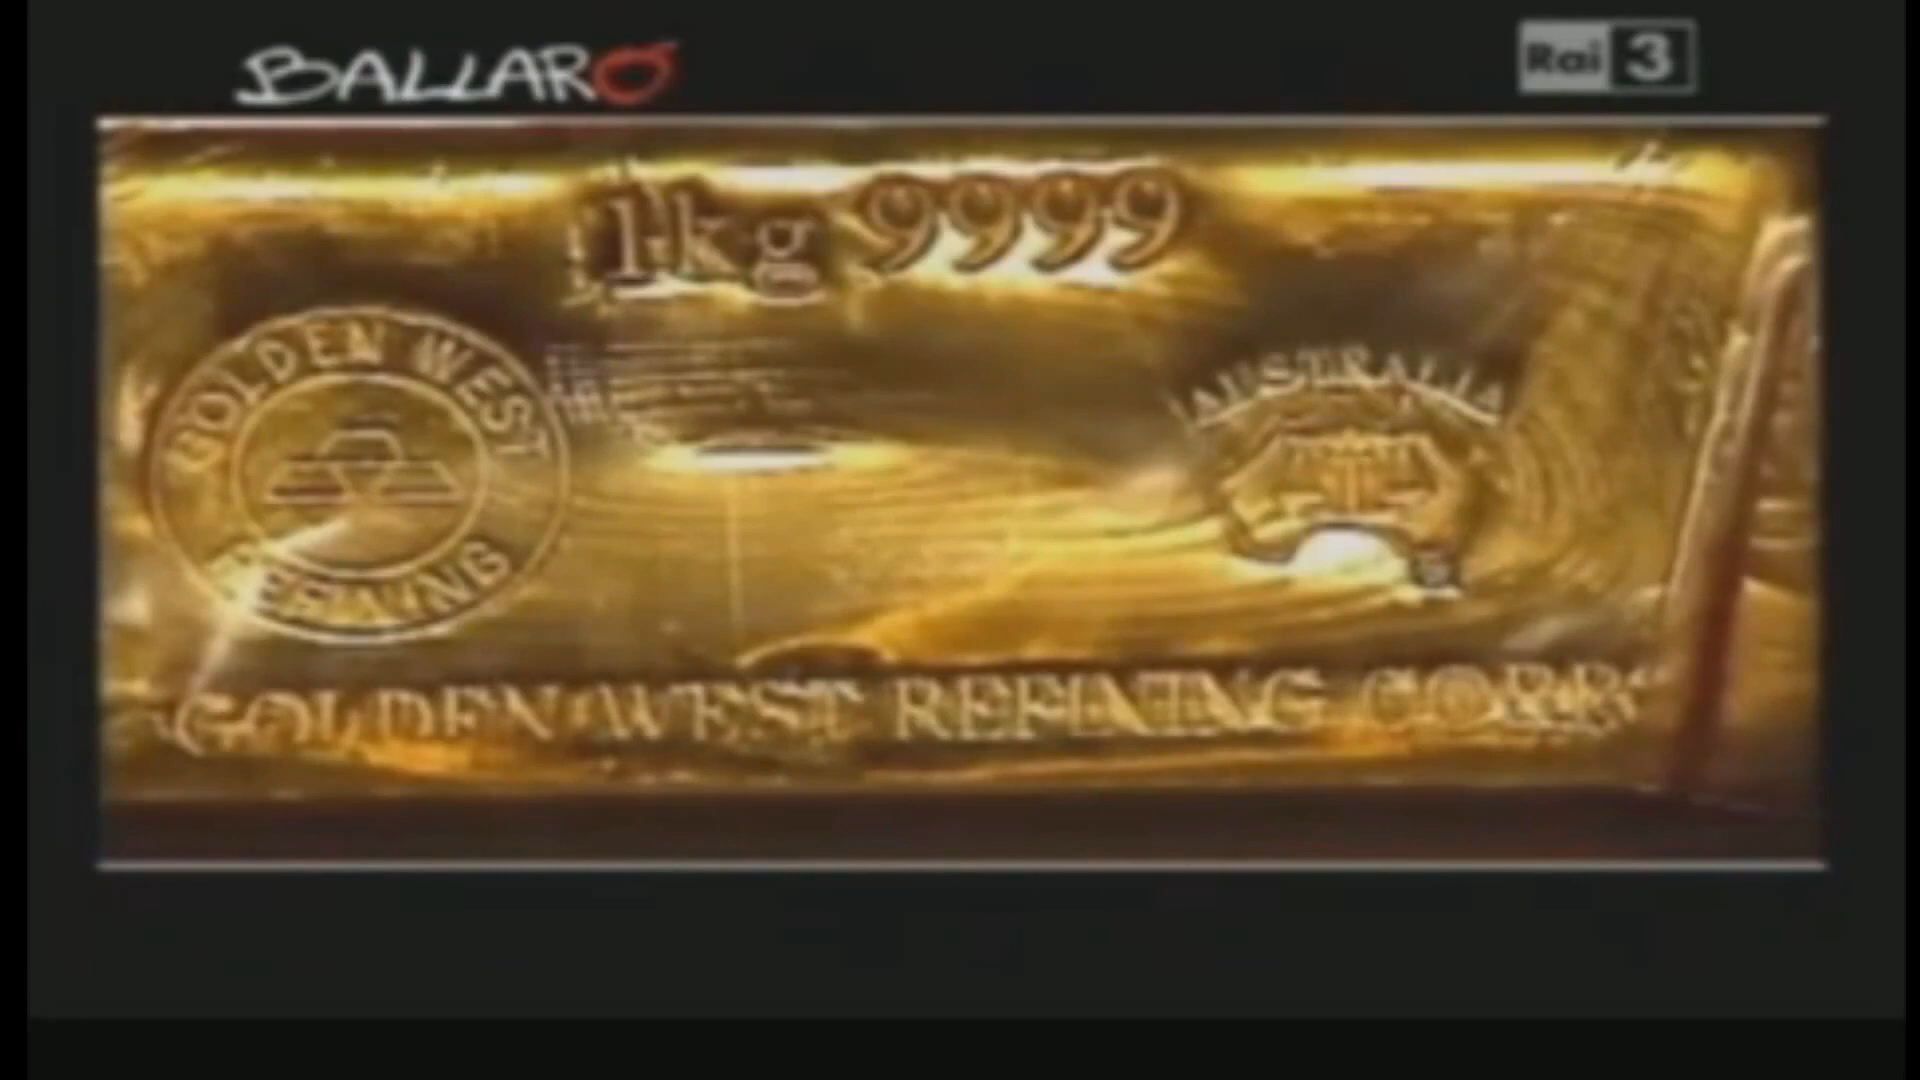 BALLARÒ
Rai 3
1kg 9999
GOLDEN WEST
REFINING
AUSTRALIA
GOLDEN WEST REFINING CORP